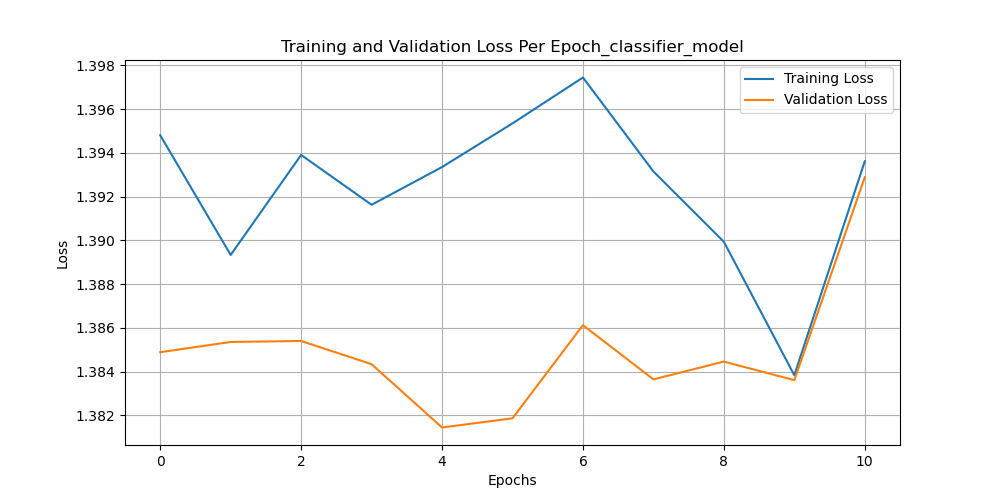 Training and Validation Loss Per Epoch_classifier_model
Training Loss
Validation Loss
Loss
1.398
1.396
1.394
1.392
1.390
1.388
1.386
1.384
1.382
0 2 4 6 8 10
Epochs